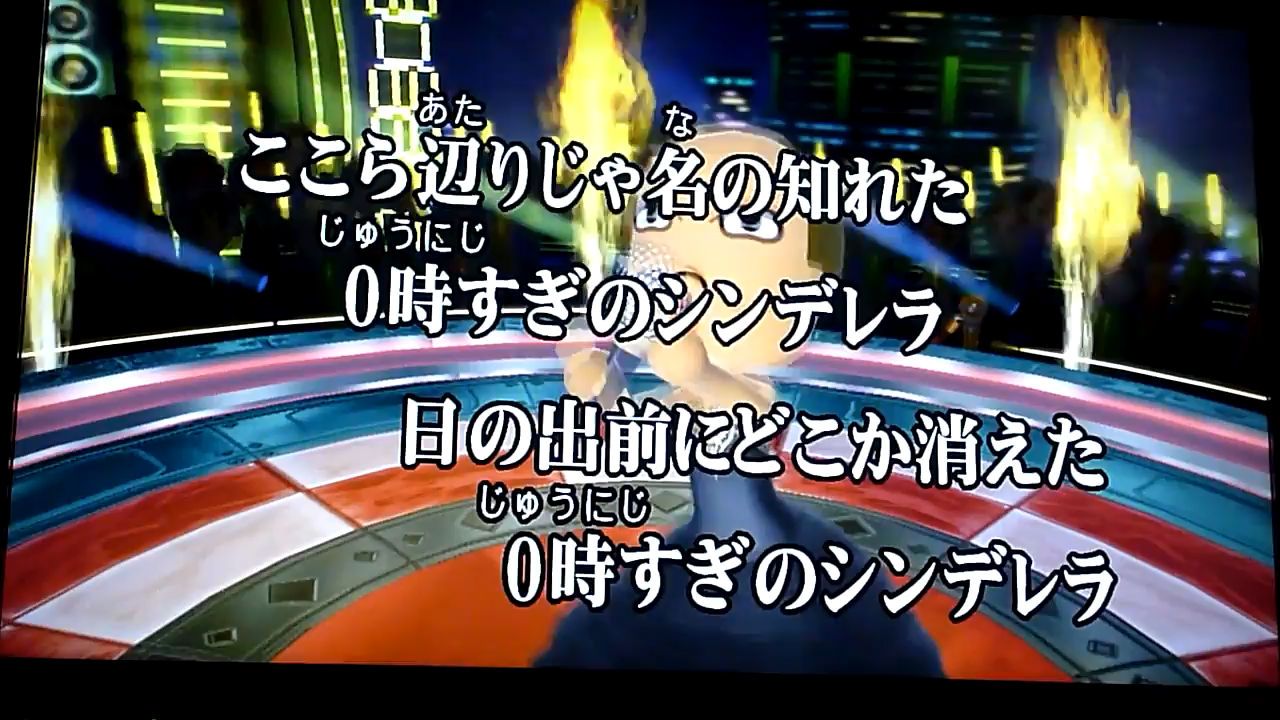 あた な
ここら辺りじゃ名の知れた
じゅうにじ
0時すぎのシンデレラ
日の出前にどこか消えた
じゅうにじ
0時すぎのシンデレラ